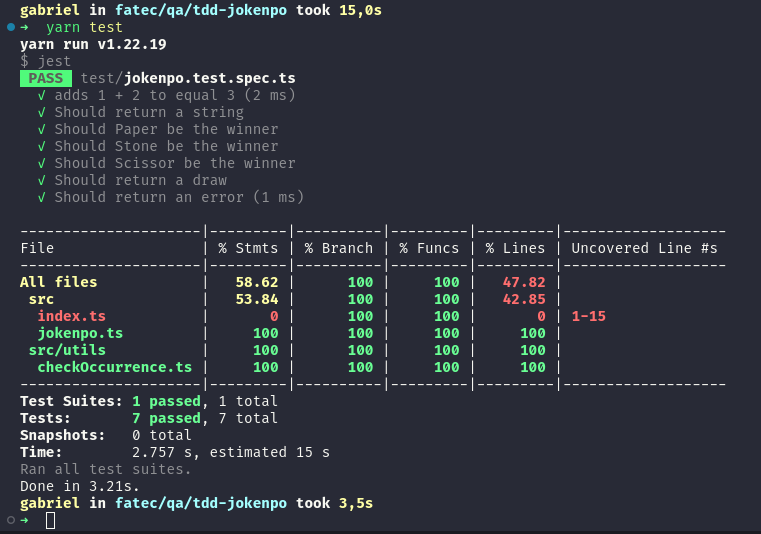 gabriel in fatec/qa/tdd-jokenpo took 15,0s
➜ yarn test
yarn run v1.22.19
$ jest
PASS test/jokenpo.test.spec.ts
√ adds 1 + 2 to equal 3 (2 ms)
√ Should return a string
√ Should Paper be the winner
√ Should Stone be the winner
√ Should Scissor be the winner
√ Should return a draw
√ Should return an error (1 ms)
---------------------|---------|----------|---------|---------|-------------------
File                 | % Stmts | % Branch | % Funcs | % Lines | Uncovered Line #s
---------------------|---------|----------|---------|---------|-------------------
All files            |   58.62 |      100 |     100 |   47.82 |
 src                 |   53.84 |      100 |     100 |   42.85 |
  index.ts           |       0 |      100 |     100 |       0 | 1-15
  jokenpo.ts         |     100 |      100 |     100 |     100 |
 src/utils           |     100 |      100 |     100 |     100 |
  checkOccurrence.ts |     100 |      100 |     100 |     100 |
---------------------|---------|----------|---------|---------|-------------------
Test Suites: 1 passed, 1 total
Tests:       7 passed, 7 total
Snapshots:   0 total
Time:        2.757 s, estimated 15 s
Ran all test suites.
Done in 3.21s.
gabriel in fatec/qa/tdd-jokenpo took 3,5s
➜